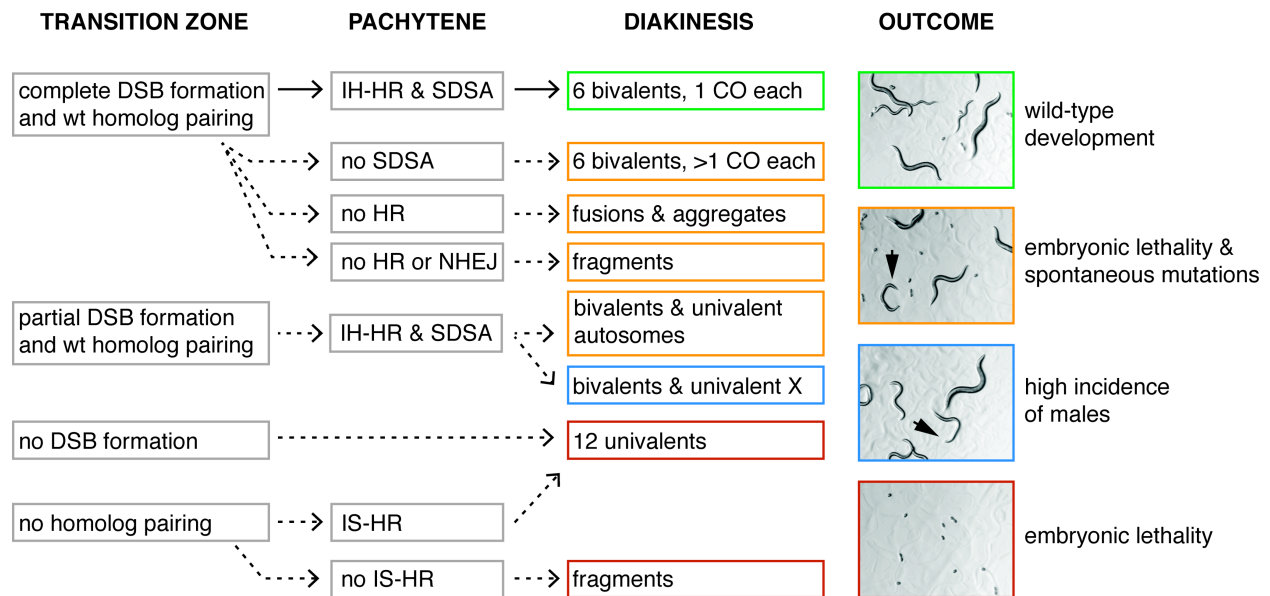 TRANSITION ZONE
PACHYTENE
DIAKINESIS
OUTCOME
complete DSB formation
and wt homolog pairing
IH-HR & SDSA
6 bivalents, 1 CO each
wild-type
development
no SDSA
6 bivalents, >1 CO each
no HR
fusions & aggregates
no HR or NHEJ
fragments
embryonic lethality &
spontaneous mutations
partial DSB formation
and wt homolog pairing
IH-HR & SDSA
bivalents & univalent
autosomes
bivalents & univalent X
high incidence
of males
no DSB formation
12 univalents
no homolog pairing
IS-HR
embryonic lethality
no IS-HR
fragments